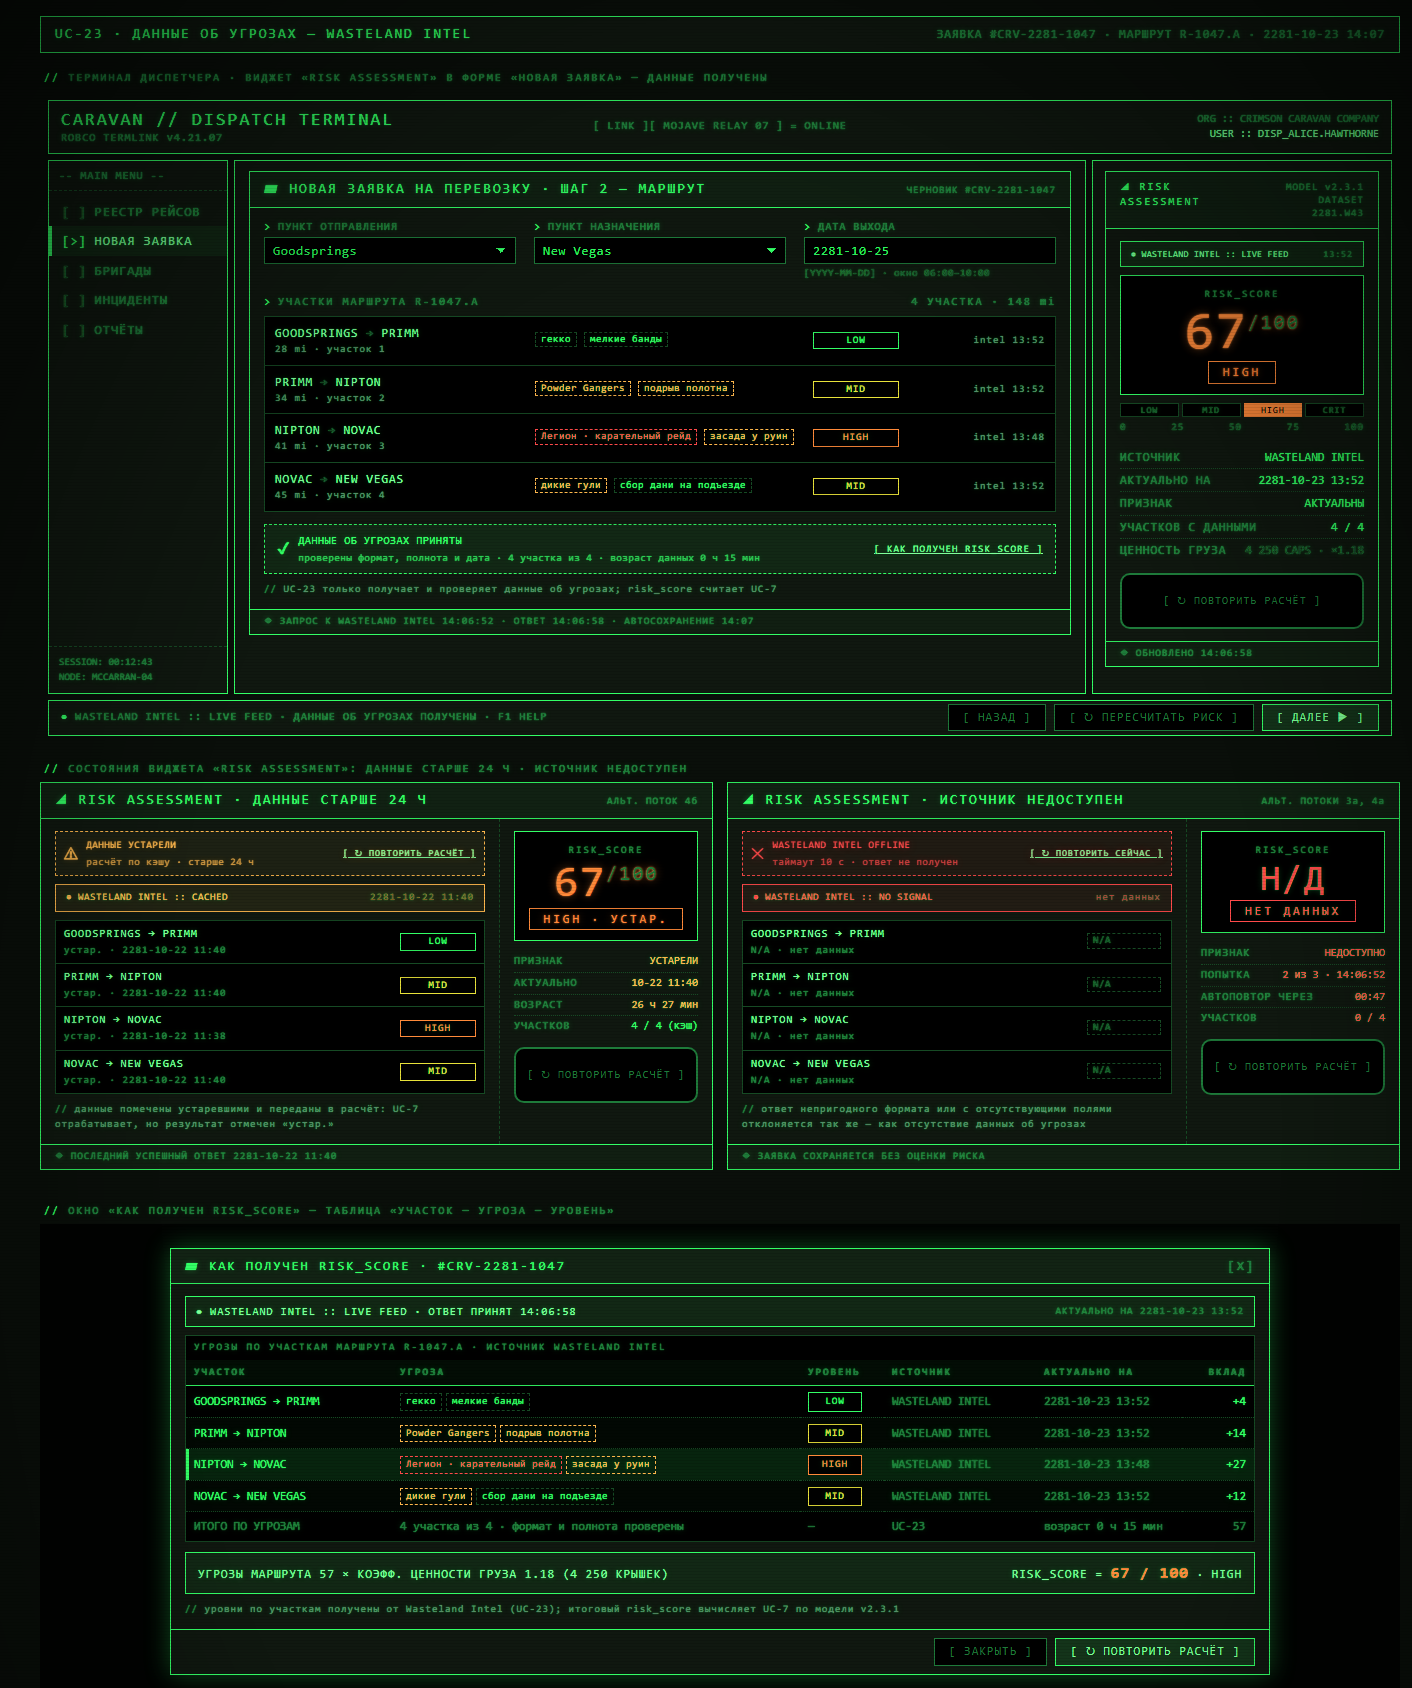 UC-23 · ДАННЫЕ ОБ УГРОЗАХ — WASTELAND INTEL
ЗАЯВКА #CRV-2281-1047 · МАРШРУТ R-1047.A · 2281-10-23 14:07
// ТЕРМИНАЛ ДИСПЕТЧЕРА · ВИДЖЕТ «RISK ASSESSMENT» В ФОРМЕ «НОВАЯ ЗАЯВКА» — ДАННЫЕ ПОЛУЧЕНЫ
CARAVAN // DISPATCH TERMINAL
ROBCO TERMLINK v4.21.07
[ LINK ][ MOJAVE RELAY 07 ] = ONLINE
ORG :: CRIMSON CARAVAN COMPANY
USER :: DISP_ALICE.HAWTHORNE
-- MAIN MENU --
[ ] РЕЕСТР РЕЙСОВ
[>] НОВАЯ ЗАЯВКА
[ ] БРИГАДЫ
[ ] ИНЦИДЕНТЫ
[ ] ОТЧЁТЫ
SESSION: 00:12:43
NODE: MCCARRAN-04
НОВАЯ ЗАЯВКА НА ПЕРЕВОЗКУ · ШАГ 2 — МАРШРУТ
ЧЕРНОВИК #CRV-2281-1047
> ПУНКТ ОТПРАВЛЕНИЯ
Goodsprings
> ПУНКТ НАЗНАЧЕНИЯ
New Vegas
> ДАТА ВЫХОДА
2281-10-25
[YYYY-MM-DD] · окно 06:00–10:00
> УЧАСТКИ МАРШРУТА R-1047.A
4 УЧАСТКА · 148 mi
GOODSPRINGS → PRIMM
28 mi · участок 1
гекко
мелкие банды
LOW
intel 13:52
PRIMM → NIPTON
34 mi · участок 2
Powder Gangers
подрыв полотна
MID
intel 13:52
NIPTON → NOVAC
41 mi · участок 3
Легион · карательный рейд
засада у руин
HIGH
intel 13:48
NOVAC → NEW VEGAS
45 mi · участок 4
дикие гули
сбор дани на подъезде
MID
intel 13:52
✓ ДАННЫЕ ОБ УГРОЗАХ ПРИНЯТЫ
проверены формат, полнота и дата · 4 участка из 4 · возраст данных 0 ч 15 мин
[ КАК ПОЛУЧЕН RISK SCORE ]
// UC-23 только получает и проверяет данные об угрозах; risk_score считает UC-7
ЗАПРОС К WASTELAND INTEL 14:06:52 · ОТВЕТ 14:06:58 · АВТОСОХРАНЕНИЕ 14:07
RISK ASSESSMENT
MODEL v2.3.1
DATASET
2281.W43
● WASTELAND INTEL :: LIVE FEED
13:52
RISK_SCORE
67/100
HIGH
LOW MID HIGH CRIT
0 25 50 75 100
ИСТОЧНИК WASTELAND INTEL
АКТУАЛЬНО НА 2281-10-23 13:52
ПРИЗНАК АКТУАЛЬНЫ
УЧАСТКОВ С ДАННЫМИ 4 / 4
ЦЕННОСТЬ ГРУЗА 4 250 CAPS · ×1.18
[ ↻ ПОВТОРИТЬ РАСЧЁТ ]
ОБНОВЛЕНО 14:06:58
● WASTELAND INTEL :: LIVE FEED · ДАННЫЕ ОБ УГРОЗАХ ПОЛУЧЕНЫ · F1 HELP
[ НАЗАД ]
[ ↻ ПЕРЕСЧИТАТЬ РИСК ]
[ ДАЛЕЕ ▶ ]
// СОСТОЯНИЯ ВИДЖЕТА «RISK ASSESSMENT»: ДАННЫЕ СТАРШЕ 24 Ч · ИСТОЧНИК НЕДОСТУПЕН
RISK ASSESSMENT · ДАННЫЕ СТАРШЕ 24 Ч
АЛЬТ. ПОТОК 4б
ДАННЫЕ УСТАРЕЛИ
расчёт по кэшу · старше 24 ч
[ ↻ ПОВТОРИТЬ РАСЧЁТ ]
● WASTELAND INTEL :: CACHED
2281-10-22 11:40
GOODSPRINGS → PRIMM
устар. · 2281-10-22 11:40
LOW
PRIMM → NIPTON
устар. · 2281-10-22 11:40
MID
NIPTON → NOVAC
устар. · 2281-10-22 11:38
HIGH
NOVAC → NEW VEGAS
устар. · 2281-10-22 11:40
MID
// данные помечены устаревшими и переданы в расчёт: UC-7
отрабатывает, но результат отмечен «устар.»
RISK_SCORE
67/100
HIGH · УСТАР.
ПРИЗНАК УСТАРЕЛИ
АКТУАЛЬНО 10-22 11:40
ВОЗРАСТ 26 ч 27 мин
УЧАСТКОВ 4 / 4 (кэш)
[ ↻ ПОВТОРИТЬ РАСЧЁТ ]
ПОСЛЕДНИЙ УСПЕШНЫЙ ОТВЕТ 2281-10-22 11:40
RISK ASSESSMENT · ИСТОЧНИК НЕДОСТУПЕН
АЛЬТ. ПОТОКИ 3а, 4а
WASTELAND INTEL OFFLINE
таймаут 10 с · ответ не получен
[ ↻ ПОВТОРИТЬ СЕЙЧАС ]
● WASTELAND INTEL :: NO SIGNAL
нет данных
GOODSPRINGS → PRIMM
N/A · нет данных
N/A
PRIMM → NIPTON
N/A · нет данных
N/A
NIPTON → NOVAC
N/A · нет данных
N/A
NOVAC → NEW VEGAS
N/A · нет данных
N/A
// ответ непригодного формата или с отсутствующими полями
отклоняется так же — как отсутствие данных об угрозах
RISK_SCORE
Н/Д
НЕТ ДАННЫХ
ПРИЗНАК НЕДОСТУПНО
ПОПЫТКА 2 из 3 · 14:06:52
АВТОПОВТОР ЧЕРЕЗ 00:47
УЧАСТКОВ 0 / 4
[ ↻ ПОВТОРИТЬ РАСЧЁТ ]
ЗАЯВКА СОХРАНЯЕТСЯ БЕЗ ОЦЕНКИ РИСКА
// ОКНО «КАК ПОЛУЧЕН RISK_SCORE» — ТАБЛИЦА «УЧАСТОК — УГРОЗА — УРОВЕНЬ»
КАК ПОЛУЧЕН RISK_SCORE · #CRV-2281-1047
[X]
● WASTELAND INTEL :: LIVE FEED · ОТВЕТ ПРИНЯТ 14:06:58
АКТУАЛЬНО НА 2281-10-23 13:52
УГРОЗЫ ПО УЧАСТКАМ МАРШРУТА R-1047.A · ИСТОЧНИК WASTELAND INTEL
УЧАСТОК УГРОЗА УРОВЕНЬ ИСТОЧНИК АКТУАЛЬНО НА ВКЛАД
GOODSPRINGS → PRIMM гекко мелкие банды LOW WASTELAND INTEL 2281-10-23 13:52 +4
PRIMM → NIPTON Powder Gangers подрыв полотна MID WASTELAND INTEL 2281-10-23 13:52 +14
NIPTON → NOVAC Легион · карательный рейд засада у руин HIGH WASTELAND INTEL 2281-10-23 13:48 +27
NOVAC → NEW VEGAS дикие гули сбор дани на подъезде MID WASTELAND INTEL 2281-10-23 13:52 +12
ИТОГО ПО УГРОЗАМ 4 участка из 4 · формат и полнота проверены — UC-23 возраст 0 ч 15 мин 57
УГРОЗЫ МАРШРУТА 57 × КОЭФФ. ЦЕННОСТИ ГРУЗА 1.18 (4 250 КРЫШЕК)
RISK_SCORE = 67 / 100 · HIGH
// уровни по участкам получены от Wasteland Intel (UC-23); итоговый risk_score вычисляет UC-7 по модели v2.3.1
[ ЗАКРЫТЬ ]
[ ↻ ПОВТОРИТЬ РАСЧЁТ ]